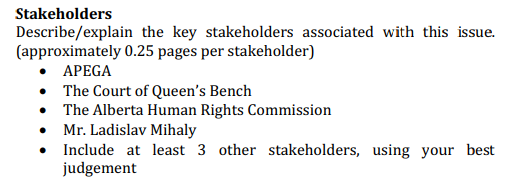 Stakeholders
Describe/explain the key stakeholders associated with this issue.
(approximately 0.25 pages per stakeholder)
• APEGA
• The Court of Queen's Bench
• The Alberta Human Rights Commission
• Mr. Ladislav Mihaly
• Include at least 3 other stakeholders, using your best
judgement